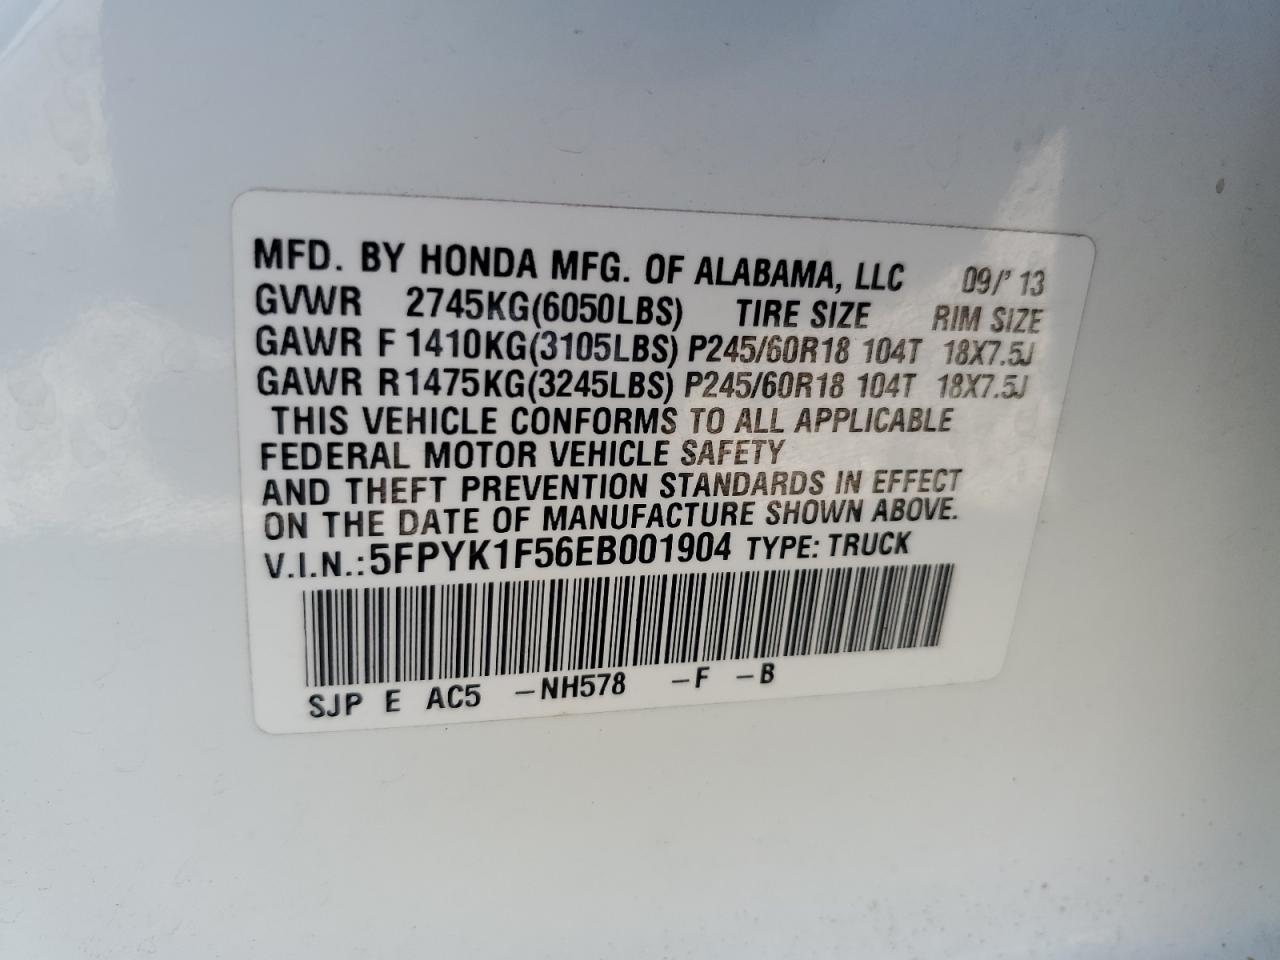 MFD. BY HONDA MFG. OF ALABAMA, LLC 09/'13
GVWR 2745KG(6050LBS) TIRE SIZE RIM SIZE
GAWR F 1410KG(3105LBS) P245/60R18 104T 18X7.5J
GAWR R 1475KG(3245LBS) P245/60R18 104T 18X7.5J
THIS VEHICLE CONFORMS TO ALL APPLICABLE
FEDERAL MOTOR VEHICLE SAFETY
AND THEFT PREVENTION STANDARDS IN EFFECT
ON THE DATE OF MANUFACTURE SHOWN ABOVE.
V.I.N.: 5FPYK1F56EB001904 TYPE: TRUCK
SJP E AC5 -NH578 -F -B